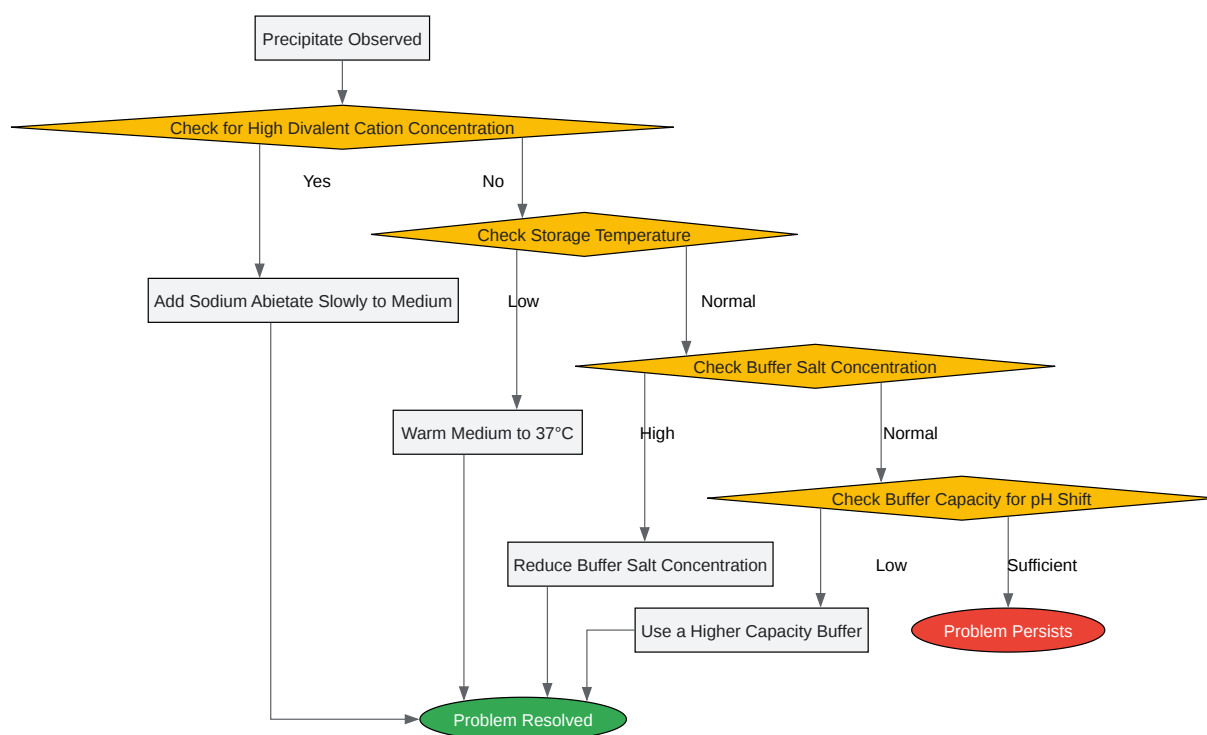 Precipitate Observed
Check for High Divalent Cation Concentration
Yes
No
Check Storage Temperature
Add Sodium Abietate Slowly to Medium
Low
Normal
Check Buffer Salt Concentration
Warm Medium to 37°C
High
Normal
Check Buffer Capacity for pH Shift
Reduce Buffer Salt Concentration
Low
Sufficient
Use a Higher Capacity Buffer
Problem Persists
Problem Resolved